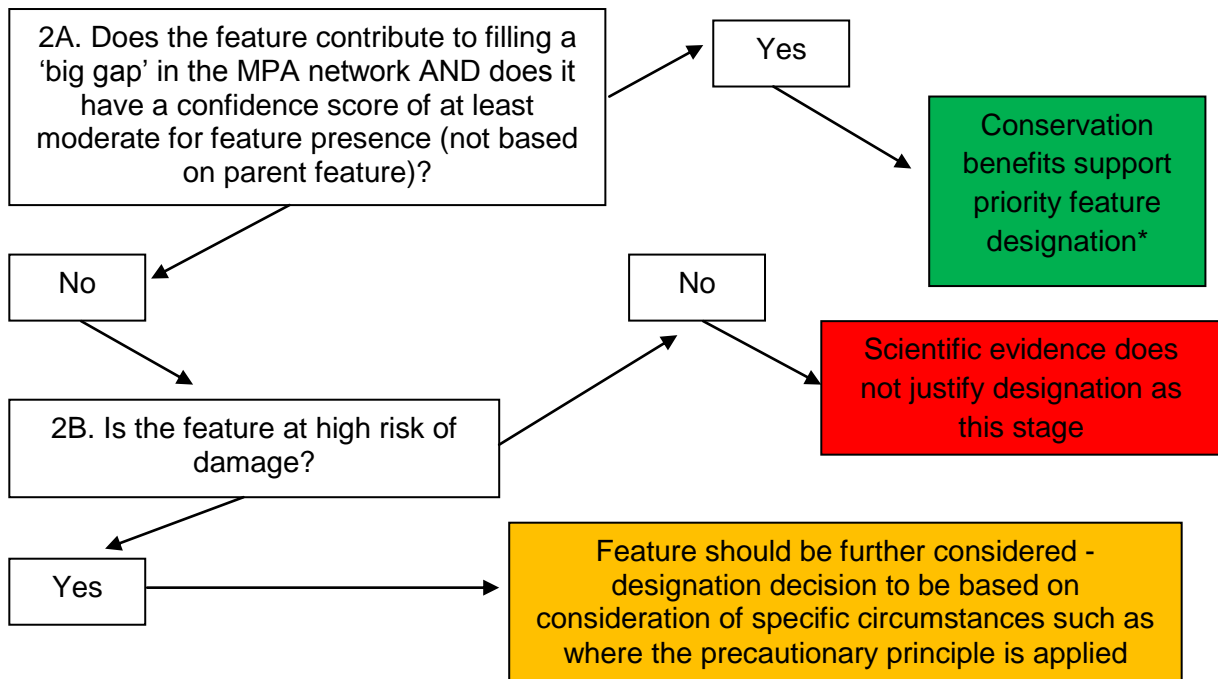 2A. Does the feature contribute to filling a
‘big gap’ in the MPA network AND does it
have a confidence score of at least
moderate for feature presence (not based
on parent feature)?
Yes
Conservation
benefits support
priority feature
designation*
No
No
Scientific evidence does
not justify designation as
this stage
2B. Is the feature at high risk of
damage?
Yes
Feature should be further considered -
designation decision to be based on
consideration of specific circumstances such as
where the precautionary principle is applied